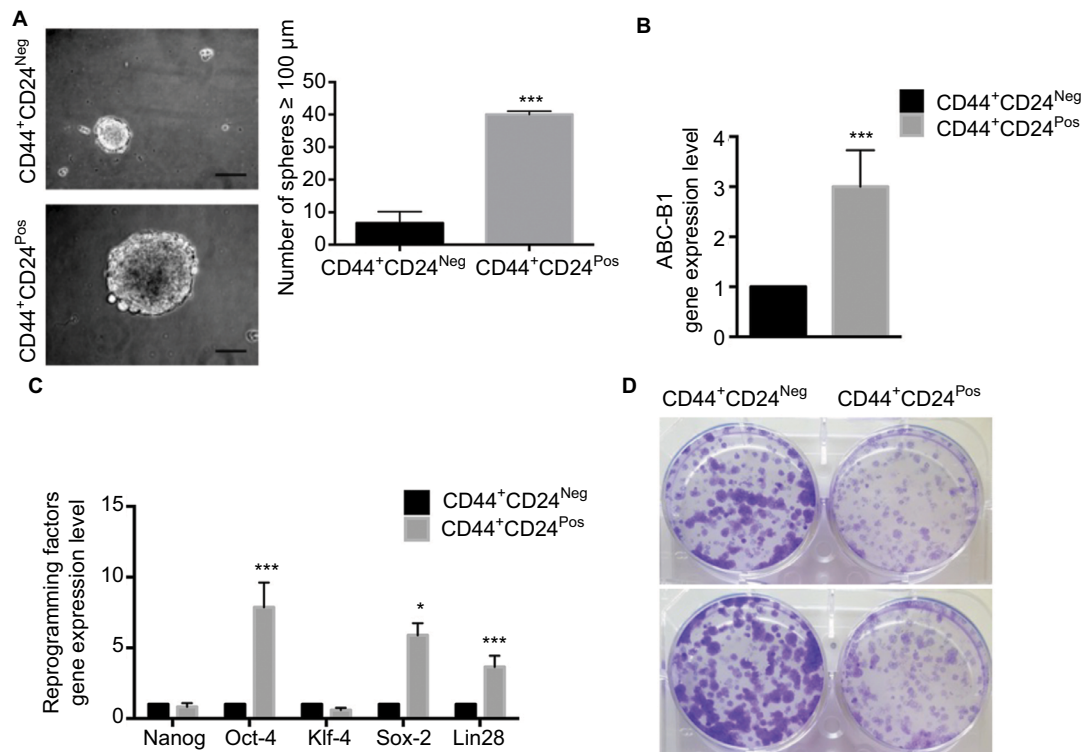 A
CD44+CD24Neg
CD44+CD24Pos
Number of spheres ≥ 100 µm
50
40
30
20
10
0
***
CD44+CD24Neg
CD44+CD24Pos
B
CD44+CD24Neg
CD44+CD24Pos
ABC-B1
gene expression level
4
3
2
1
0
***
C
CD44+CD24Neg
CD44+CD24Pos
Reprogramming factors
gene expression level
15
10
5
0
***
*
***
Nanog Oct-4 Klf-4 Sox-2 Lin28
D
CD44+CD24Neg CD44+CD24Pos